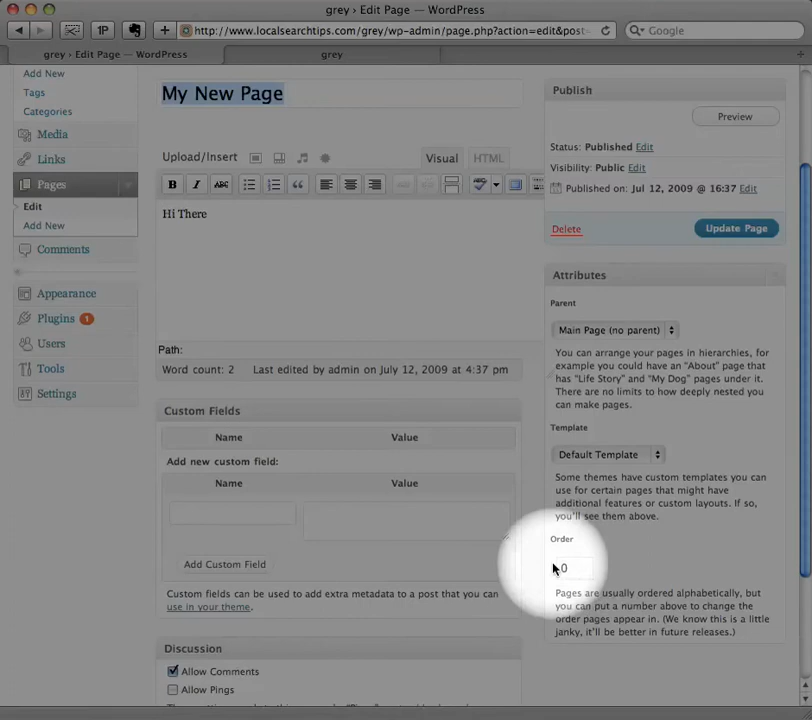 grey › Edit Page — WordPress
1P
http://www.localsearchtips.com/grey/wp-admin/page.php?action=edit&post=
Google
grey › Edit Page — WordPress
grey
Add New
Tags
Categories
Media
Links
Pages
Edit
Add New
Comments
Appearance
Plugins 1
Users
Tools
Settings
My New Page
Upload/Insert
Visual
HTML
B I ABC
Hi There
Path:
Word count: 2 Last edited by admin on July 12, 2009 at 4:37 pm
Custom Fields
Name Value
Add new custom field:
Name Value
Add Custom Field
Custom fields can be used to add extra metadata to a post that you can
use in your theme.
Discussion
Allow Comments
Allow Pings
Publish
Preview
Status: Published Edit
Visibility: Public Edit
Published on: Jul 12, 2009 @ 16:37 Edit
Delete
Update Page
Attributes
Parent
Main Page (no parent)
You can arrange your pages in hierarchies, for
example you could have an "About" page that
has "Life Story" and "My Dog" pages under it.
There are no limits to how deeply nested you
can make pages.
Template
Default Template
Some themes have custom templates you can
use for certain pages that might have
additional features or custom layouts. If so,
you'll see them above.
Order
0
Pages are usually ordered alphabetically, but
you can put a number above to change the
order pages appear in. (We know this is a little
janky, it'll be better in future releases.)